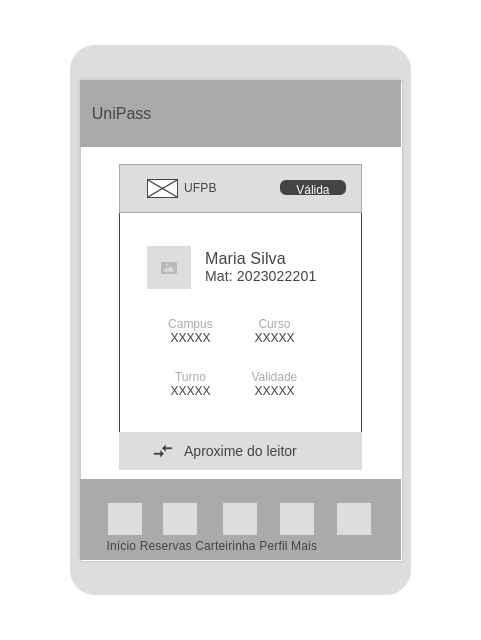 UniPass
UFPB
Válida
Maria Silva
Mat: 2023022201
Campus Curso
XXXXX XXXXX
Turno Validade
XXXXX XXXXX
Aproxime do leitor
Início Reservas Carteirinha Perfil Mais